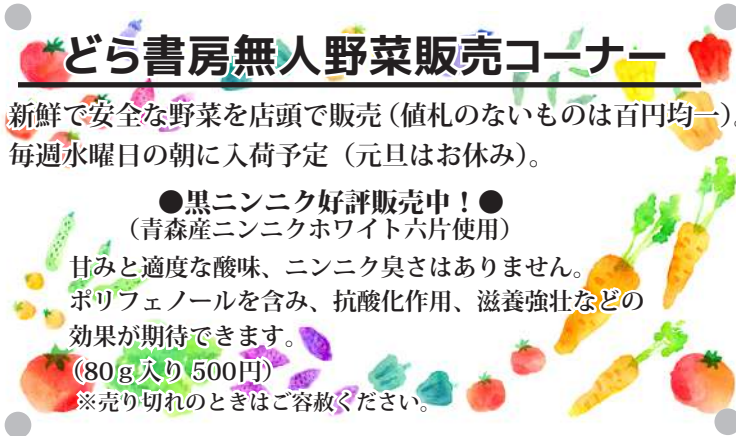 どら書房無人野菜販売コーナー
新鮮で安全な野菜を店頭で販売（値札のないものは百円均一）。
毎週水曜日の朝に入荷予定（元旦はお休み）。
●黒ニンニク好評販売中！●
（青森産ニンニクホワイト六片使用）
甘みと適度な酸味、ニンニク臭さはありません。
ポリフェノールを含み、抗酸化作用、滋養強壮などの
効果が期待できます。
（80ｇ入り 500円）
※売り切れのときはご容赦ください。